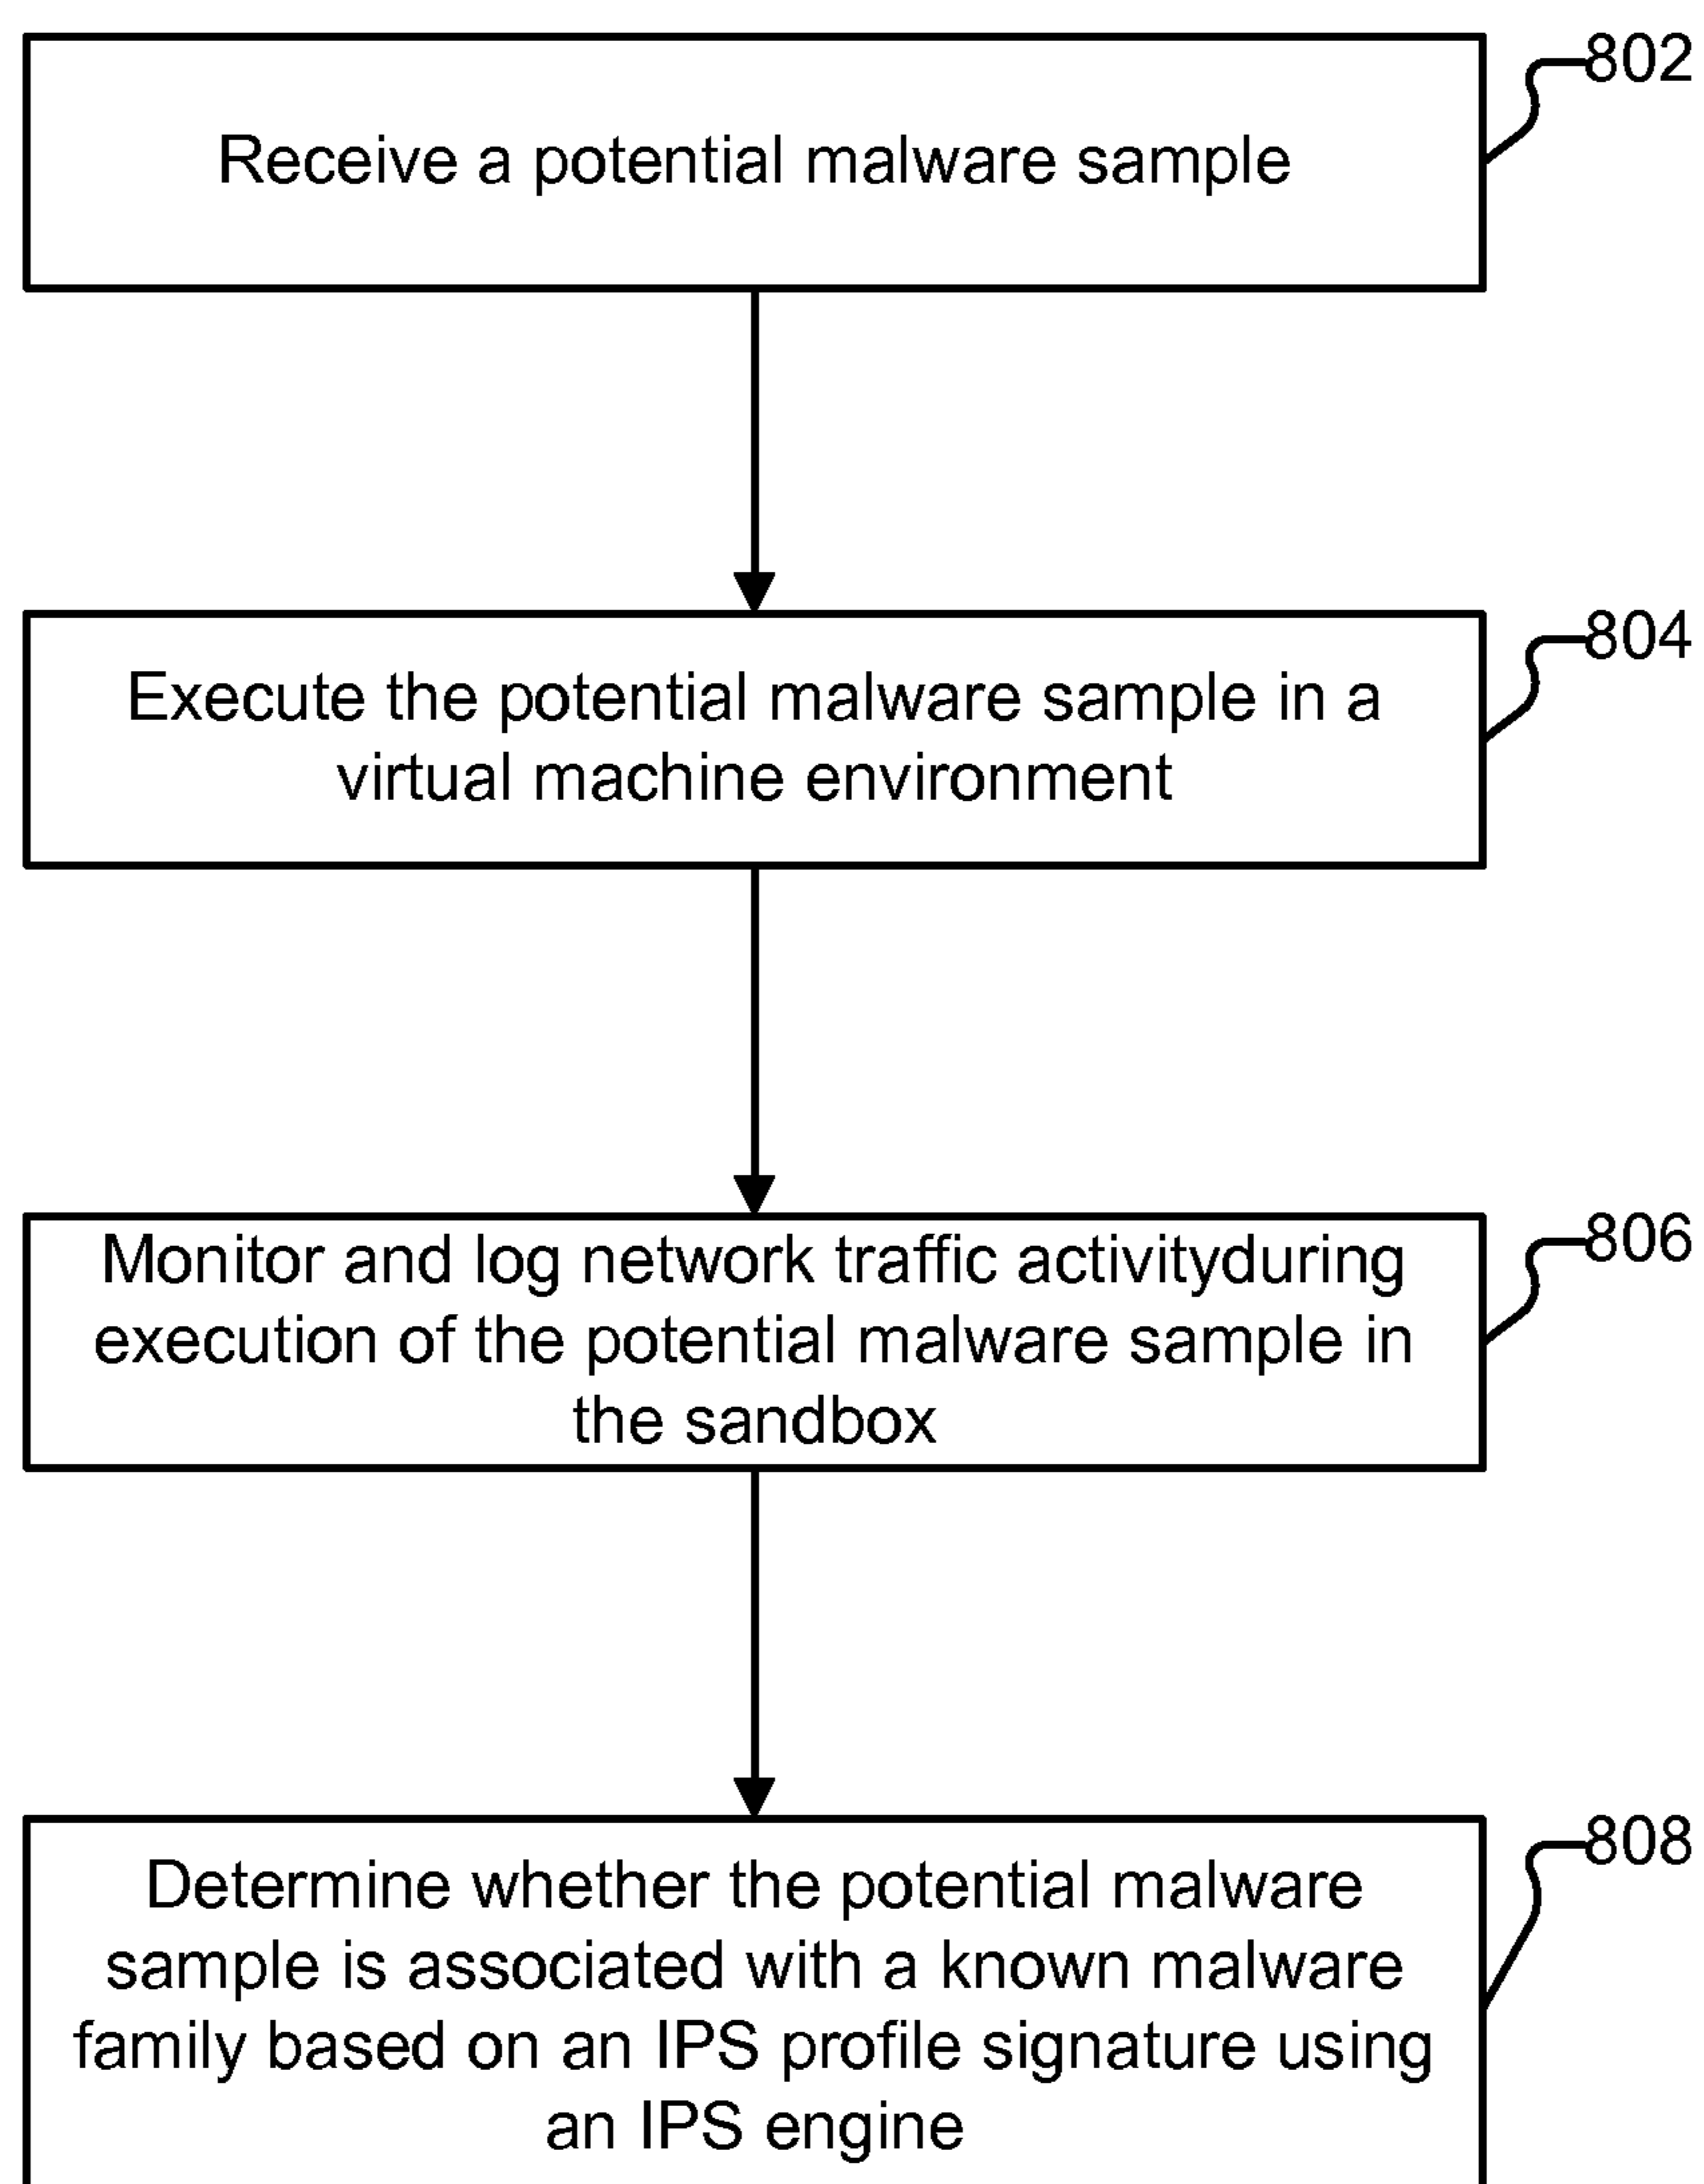 Receive a potential malware sample
802
Execute the potential malware sample in a
virtual machine environment
804
Monitor and log network traffic activityduring
execution of the potential malware sample in
the sandbox
806
Determine whether the potential malware
sample is associated with a known malware
family based on an IPS profile signature using
an IPS engine
808